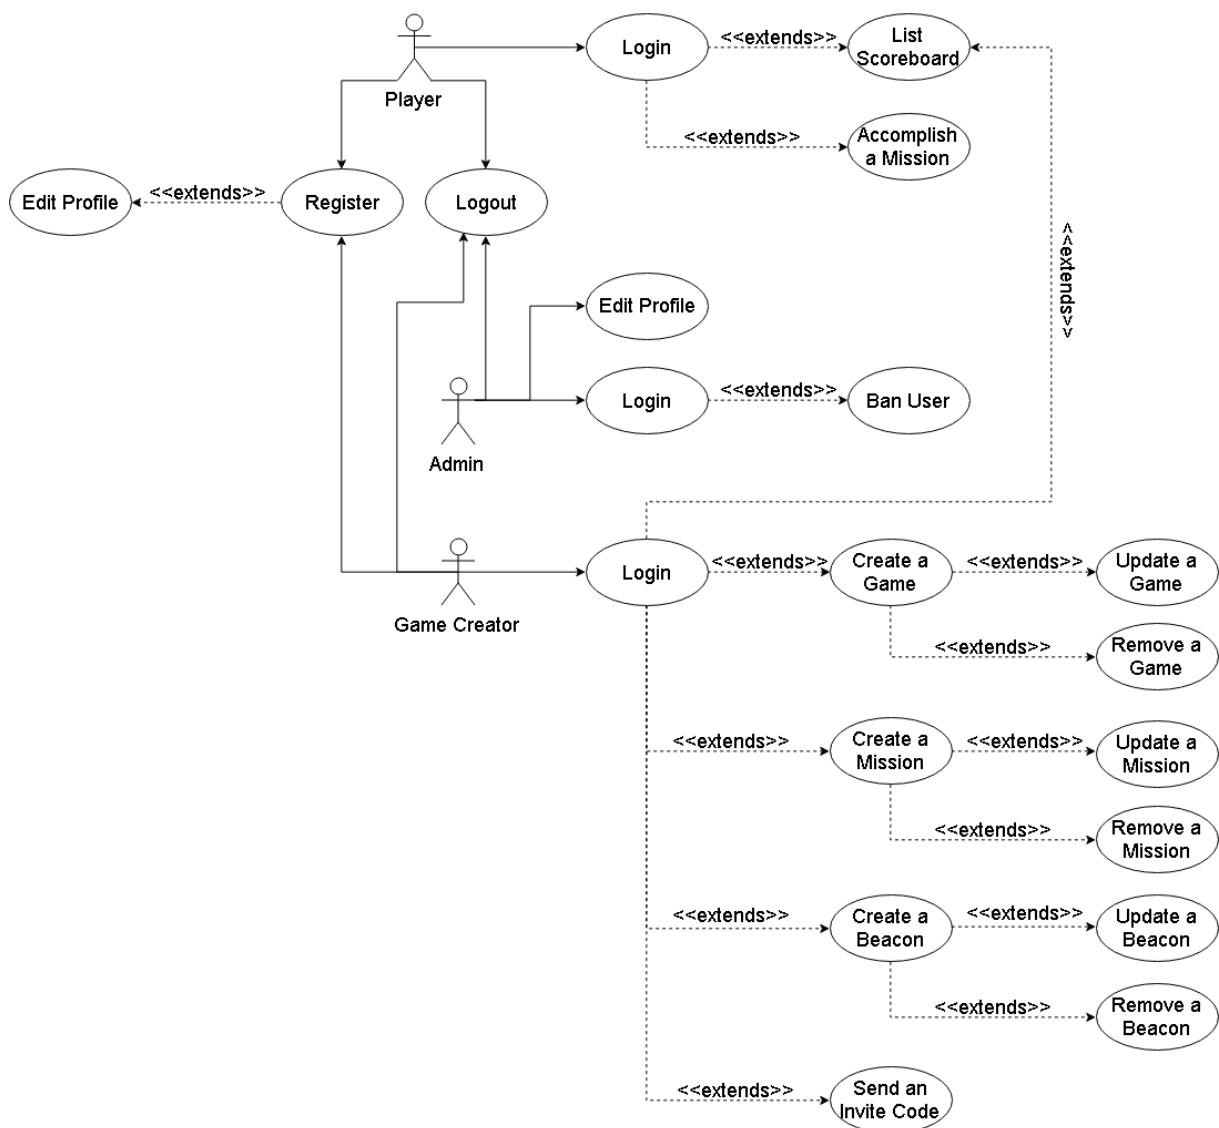 Login
<<extends>>
List
Scoreboard
Player
<<extends>>
Accomplish
a Mission
Edit Profile
<<extends>>
Register
Logout
<<extends>>
Edit Profile
Login
<<extends>>
Ban User
Admin
Login
<<extends>>
Create a
Game
<<extends>>
Update a
Game
Game Creator
<<extends>>
Remove a
Game
<<extends>>
Create a
Mission
<<extends>>
Update a
Mission
<<extends>>
Remove a
Mission
<<extends>>
Create a
Beacon
<<extends>>
Update a
Beacon
<<extends>>
Remove a
Beacon
<<extends>>
Send an
Invite Code